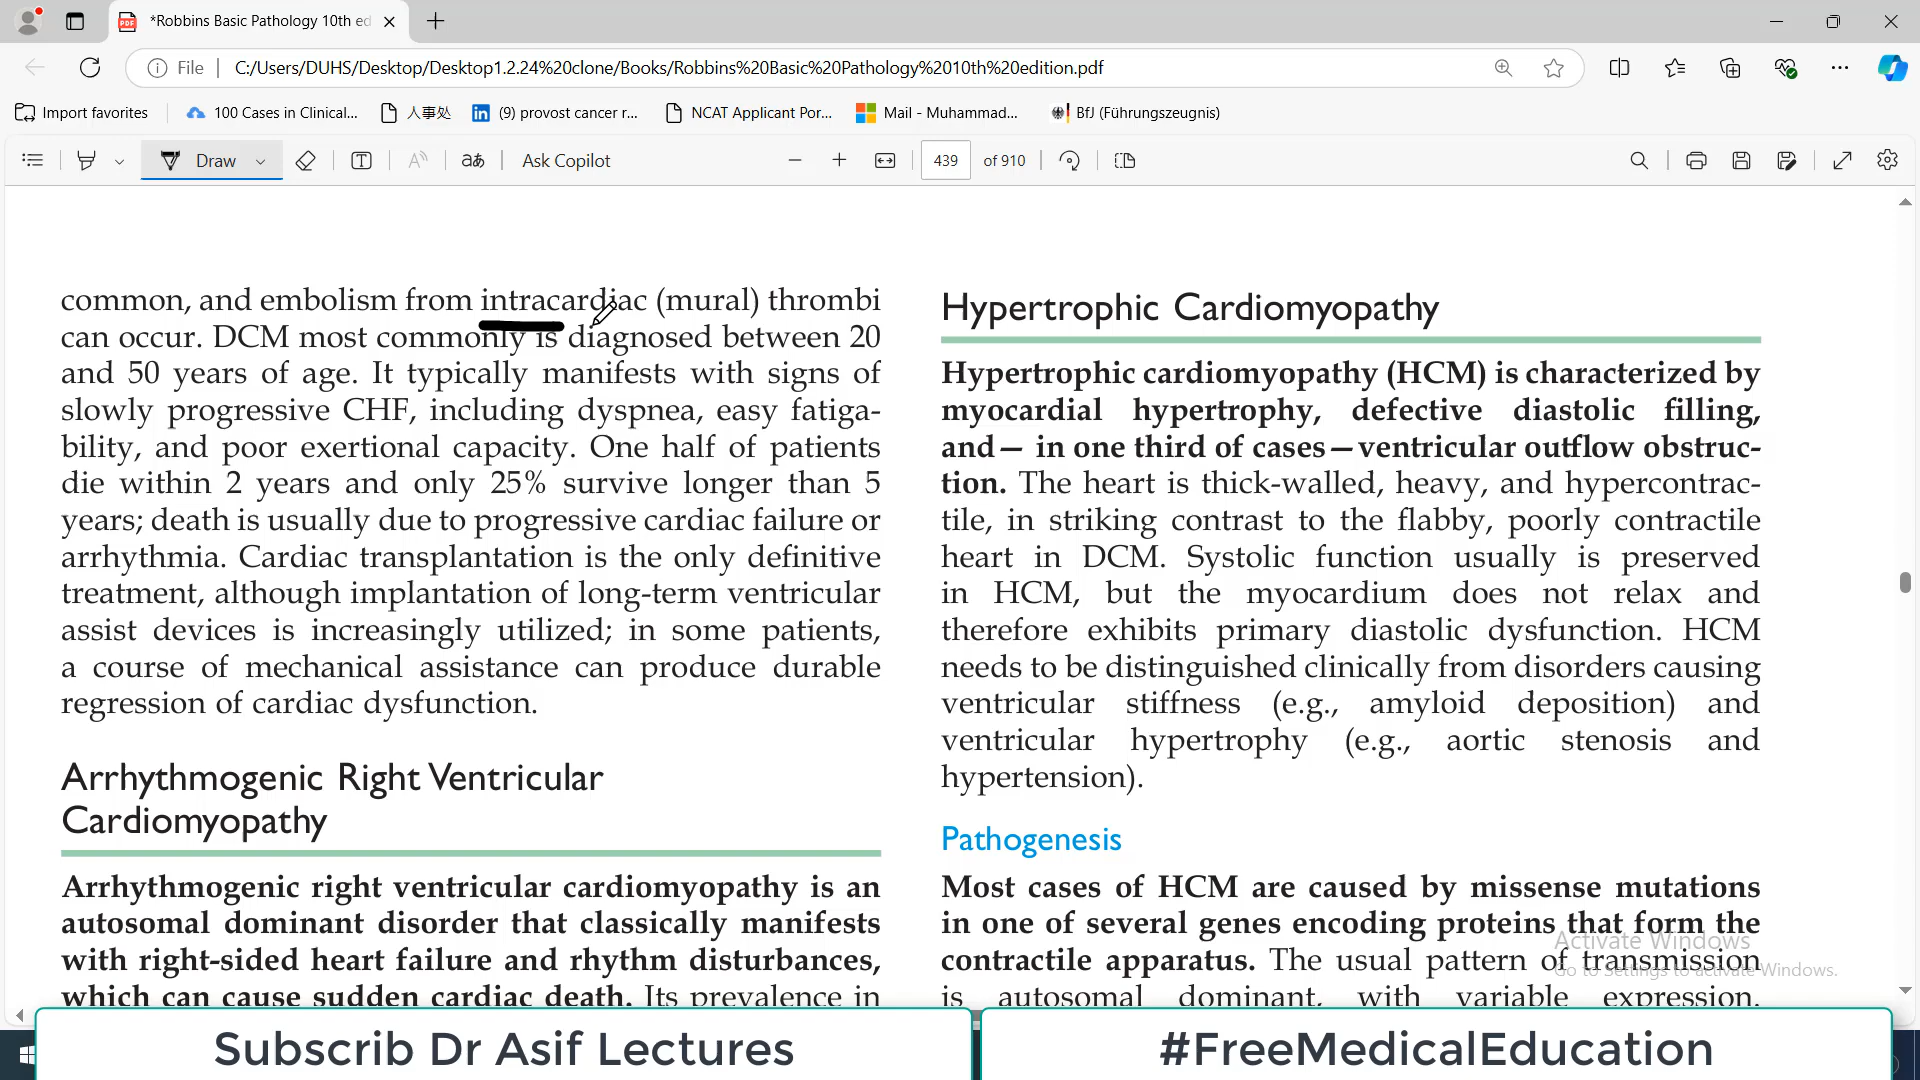 *Robbins Basic Pathology 10th ed
File
C:/Users/DUHS/Desktop/Desktop1.2.24%20clone/Books/Robbins%20Basic%20Pathology%2010th%20edition.pdf
Import favorites
100 Cases in Clinical...
人事処
(9) provost cancer r...
NCAT Applicant Por...
Mail - Muhammad...
BfJ (Führungszeugnis)
Draw
Ask Copilot
439 of 910
common, and embolism from intracardiac (mural) thrombi
can occur. DCM most commonly is diagnosed between 20
and 50 years of age. It typically manifests with signs of
slowly progressive CHF, including dyspnea, easy fatiga-
bility, and poor exertional capacity. One half of patients
die within 2 years and only 25% survive longer than 5
years; death is usually due to progressive cardiac failure or
arrhythmia. Cardiac transplantation is the only definitive
treatment, although implantation of long-term ventricular
assist devices is increasingly utilized; in some patients,
a course of mechanical assistance can produce durable
regression of cardiac dysfunction.
Arrhythmogenic Right Ventricular
Cardiomyopathy
Arrhythmogenic right ventricular cardiomyopathy is an
autosomal dominant disorder that classically manifests
with right-sided heart failure and rhythm disturbances,
which can cause sudden cardiac death. Its prevalence in
Hypertrophic Cardiomyopathy
Hypertrophic cardiomyopathy (HCM) is characterized by
myocardial hypertrophy, defective diastolic filling,
and— in one third of cases—ventricular outflow obstruc-
tion. The heart is thick-walled, heavy, and hypercontrac-
tile, in striking contrast to the flabby, poorly contractile
heart in DCM. Systolic function usually is preserved
in HCM, but the myocardium does not relax and
therefore exhibits primary diastolic dysfunction. HCM
needs to be distinguished clinically from disorders causing
ventricular stiffness (e.g., amyloid deposition) and
ventricular hypertrophy (e.g., aortic stenosis and
hypertension).
Pathogenesis
Most cases of HCM are caused by missense mutations
in one of several genes encoding proteins that form the
contractile apparatus. The usual pattern of transmission
is autosomal dominant, with variable expression.
Activate Windows
Go to Settings to activate Windows.
Subscrib Dr Asif Lectures
#FreeMedicalEducation